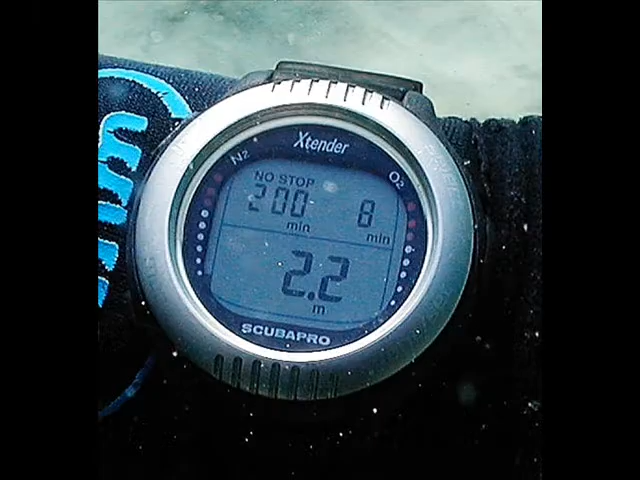 Xtender
N2
O2
NO STOP
200 8
min min
2.2
m
SCUBAPRO